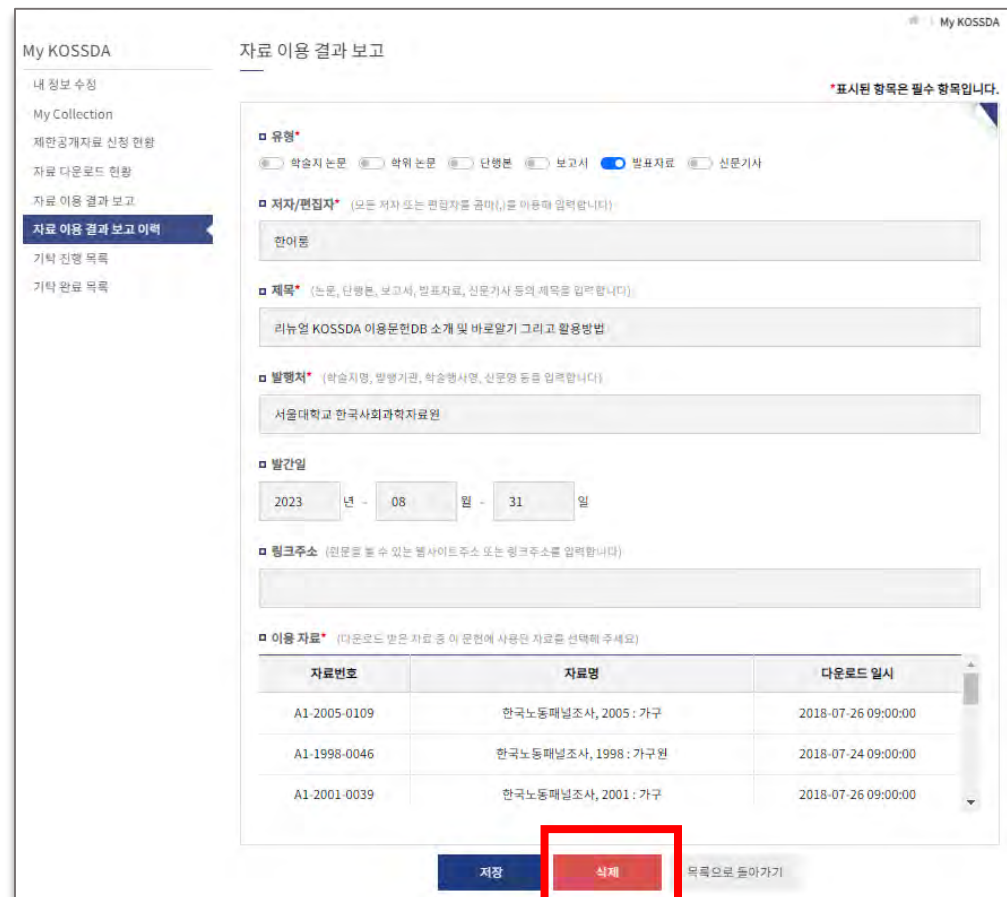 My KOSSDA
My KOSSDA
내 정보 수정
My Collection
제한공개자료 신청 현황
자료 다운로드 현황
자료 이용 결과 보고
자료 이용 결과 보고 이력
기탁 진행 목록
기탁 완료 목록
자료 이용 결과 보고
*표시된 항목은 필수 항목입니다.
유형*
학술지 논문 학위 논문 단행본 보고서 발표자료 신문기사
저자/편집자* (모든 저자 또는 편집자를 콤마(,)를 이용해 입력합니다)
한어룡
제목* (논문, 단행본, 보고서, 발표자료, 신문기사 등의 제목을 입력합니다)
리뉴얼 KOSSDA 이용문헌DB 소개 및 바로알기 그리고 활용방법
발행처* (학술지명, 발행기관, 학술행사명, 신문명 등을 입력합니다)
서울대학교 한국사회과학자료원
발간일
2023 년 - 08 월 - 31 일
링크주소 (원문을 볼 수 있는 웹사이트주소 또는 링크주소를 입력합니다)
이용 자료* (다운로드 받은 자료 중 이 문헌에 사용된 자료를 선택해 주세요)
자료번호 자료명 다운로드 일시
A1-2005-0109 한국노동패널조사, 2005 : 가구 2018-07-26 09:00:00
A1-1998-0046 한국노동패널조사, 1998 : 가구원 2018-07-24 09:00:00
A1-2001-0039 한국노동패널조사, 2001 : 가구 2018-07-26 09:00:00
저장 삭제 목록으로 돌아가기